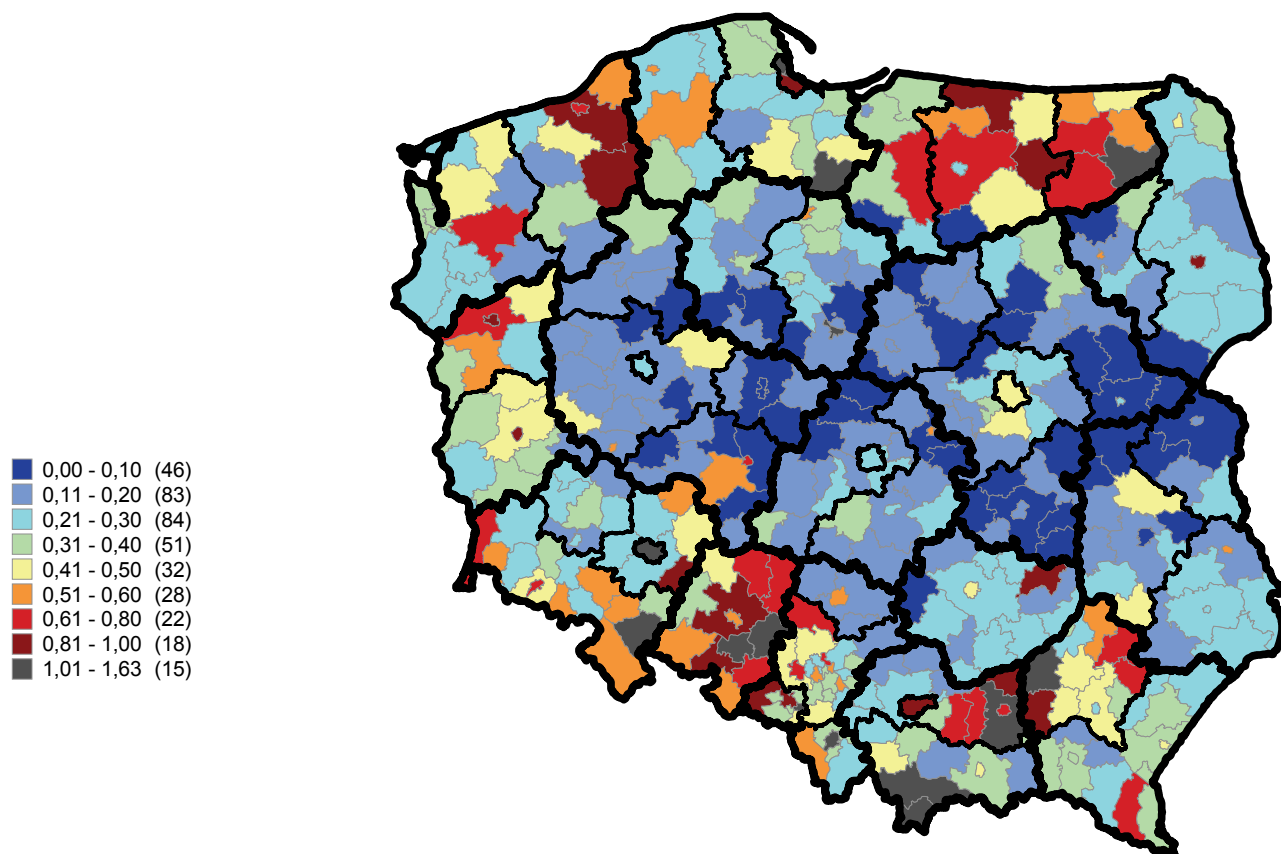 0,00 - 0,10 (46)
0,11 - 0,20 (83)
0,21 - 0,30 (84)
0,31 - 0,40 (51)
0,41 - 0,50 (32)
0,51 - 0,60 (28)
0,61 - 0,80 (22)
0,81 - 1,00 (18)
1,01 - 1,63 (15)